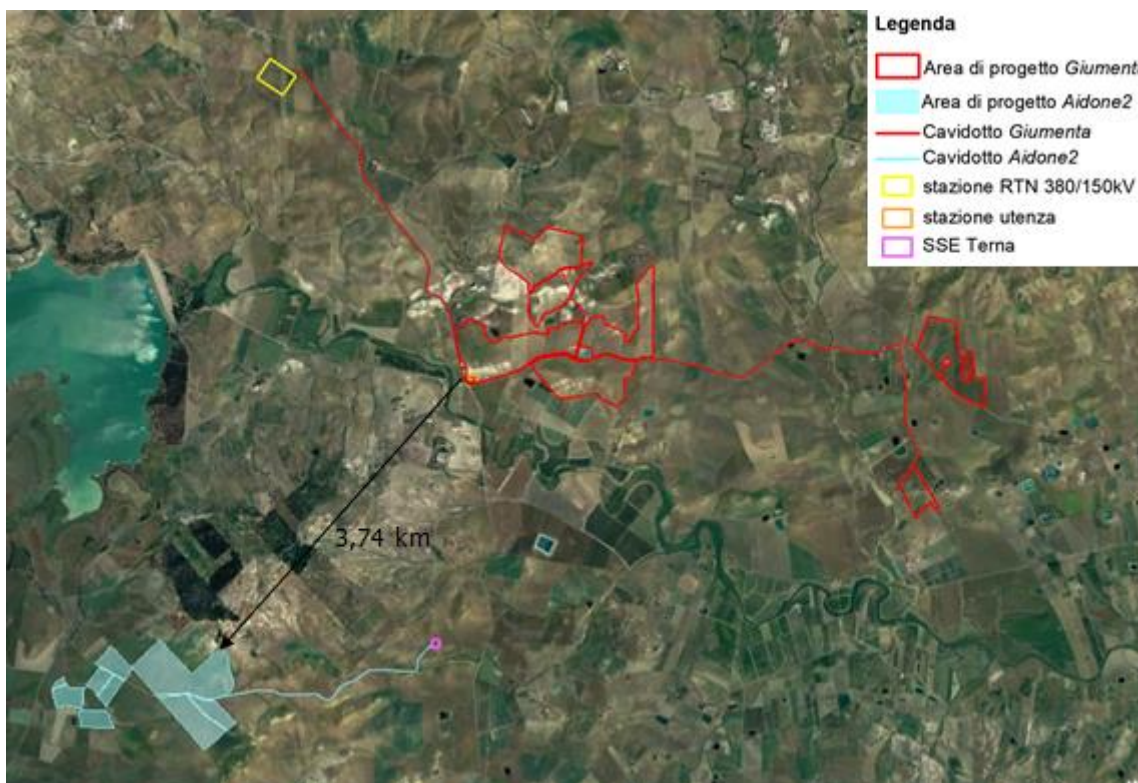 Legenda
Area di progetto Giument
Area di progetto Aidone2
Cavidotto Giumenta
Cavidotto Aidone2
stazione RTN 380/150kV
stazione utenza
SSE Terna
3,74 km